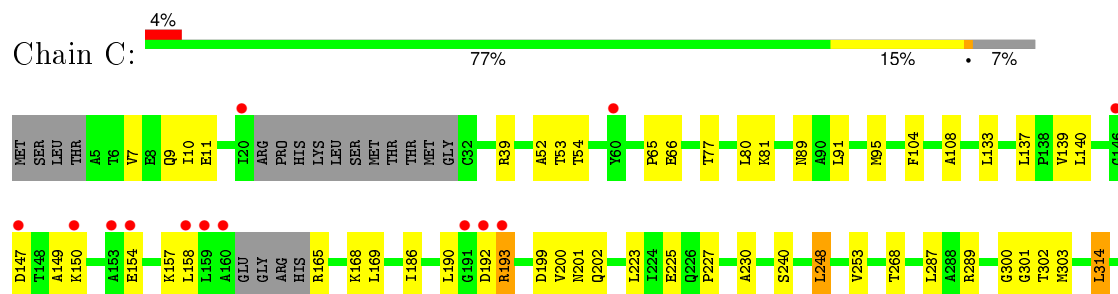 4%
Chain C:
77% 15% • 7%
MET SER LEU THR A5 T6 V7 E8 Q9 I10 E11 I20 ARG PRO HIS LYS LEU SER MET THR THR MET GLY C32 R39 A52 T53 T54 Y60 P65 E66 T77 L80 K81 N89 A90 L91 M95 F104 A108 L133 L137 P138 V139 L140 G146
D147 T148 A149 K150 A153 E154 K157 L158 L159 A160 GLU GLY ARG HIS R165 K168 L169 I186 L190 G191 D192 R193 D199 V200 N201 Q202 L223 I224 E225 Q226 P227 A230 S240 L248 V253 T268 L287 A288 R289 G300 G301 T302 M303 L314